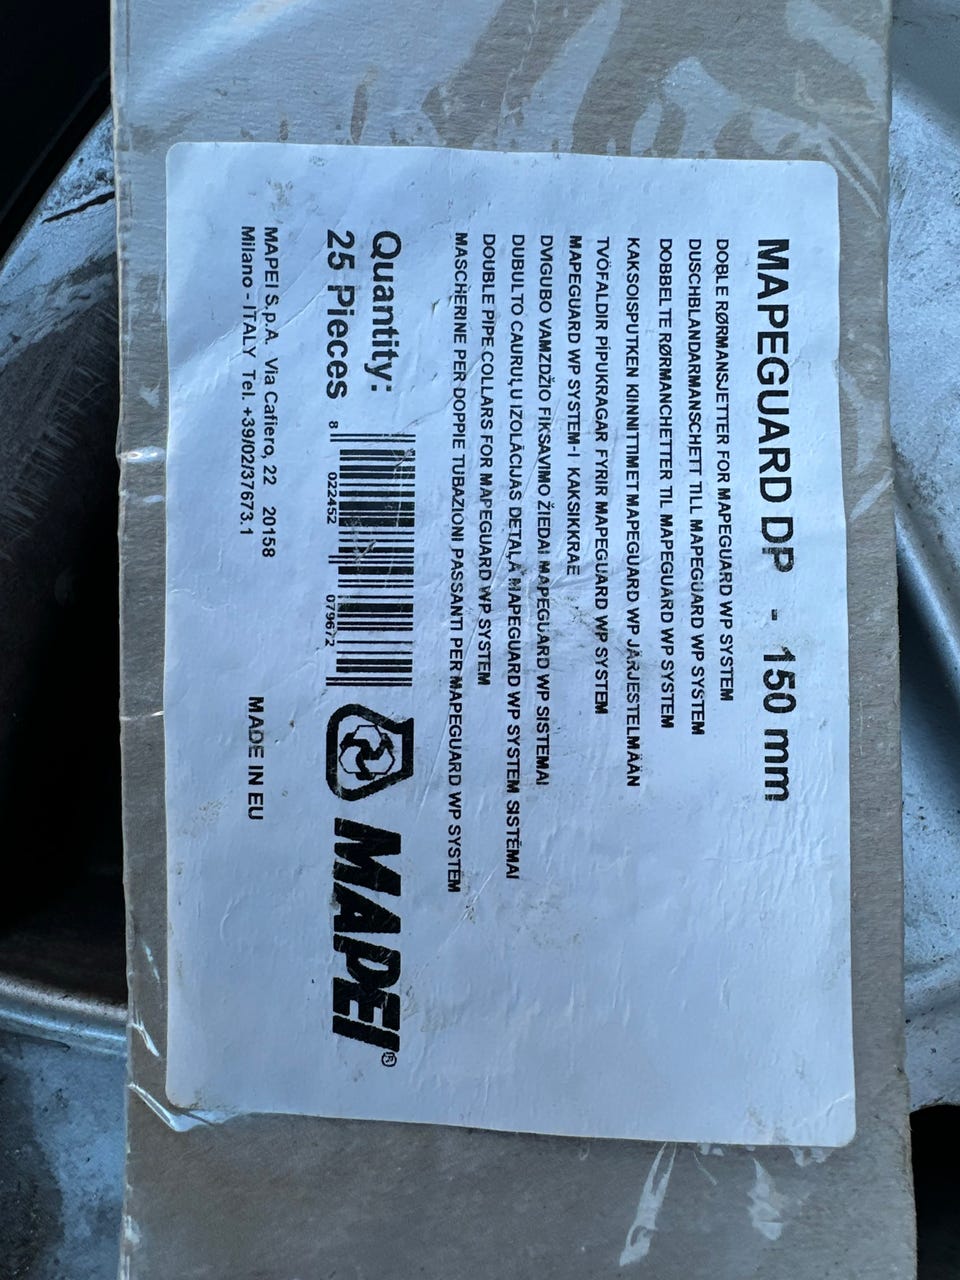 MAPEGUARD DP - 150 mm
DOBLE RØRMANSJETTER FOR MAPEGUARD WP SYSTEM
DUSCHBLANDARMANSCHETT TILL MAPEGUARD WP SYSTEM
DOBBELTE RØRMANCHETTER TIL MAPEGUARD WP SYSTEM
KAKSOISPUTKEN KIINNITTIMET MAPEGUARD WP JÄRJESTELMÄÄN
TVÖFALDIR PÍPUKRAGAR FYRIR MAPEGUARD WP SYSTEM
MAPEGUARD WP SYSTEM-I KAKSIKKRAE
DVIGUBO VAMZDŽIO FIKSAVIMO ŽIEDAI MAPEGUARD WP SISTEMAI
DUBULTO CAURUĻU IZOLĀCIJAS DETAĻA MAPEGUARD WP SYSTEM SISTĒMAI
DOUBLE PIPE COLLARS FOR MAPEGUARD WP SYSTEM
MASCHERINE PER DOPPIE TUBAZIONI PASSANTI PER MAPEGUARD WP SYSTEM
Quantity:
25 Pieces
8 022452 079672
MAPEI®
MAPEI S.p.A. Via Cafiero, 22 20158
Milano - ITALY Tel. +39/02/37673.1
MADE IN EU